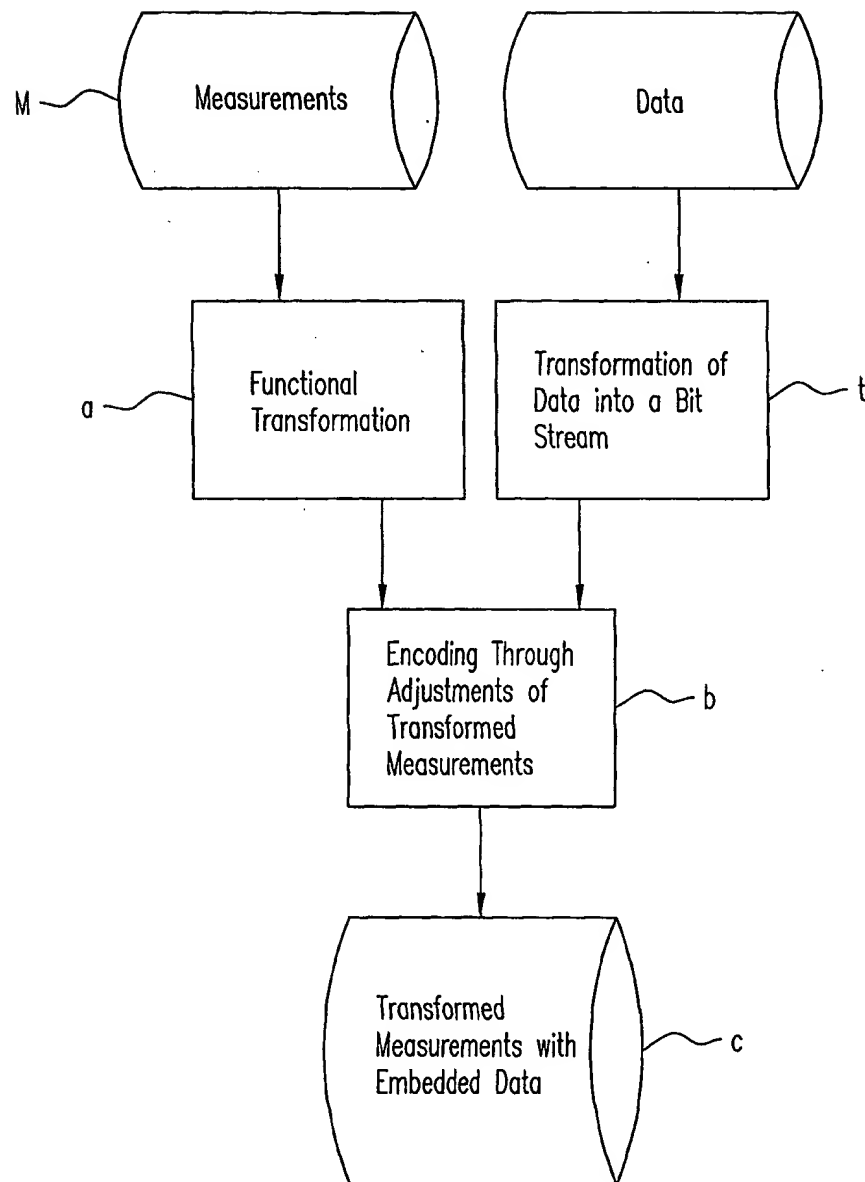 M
Measurements
Data
a
Functional
Transformation
Transformation of
Data into a Bit
Stream
t
Encoding Through
Adjustments of
Transformed
Measurements
b
Transformed
Measurements with
Embedded Data
c